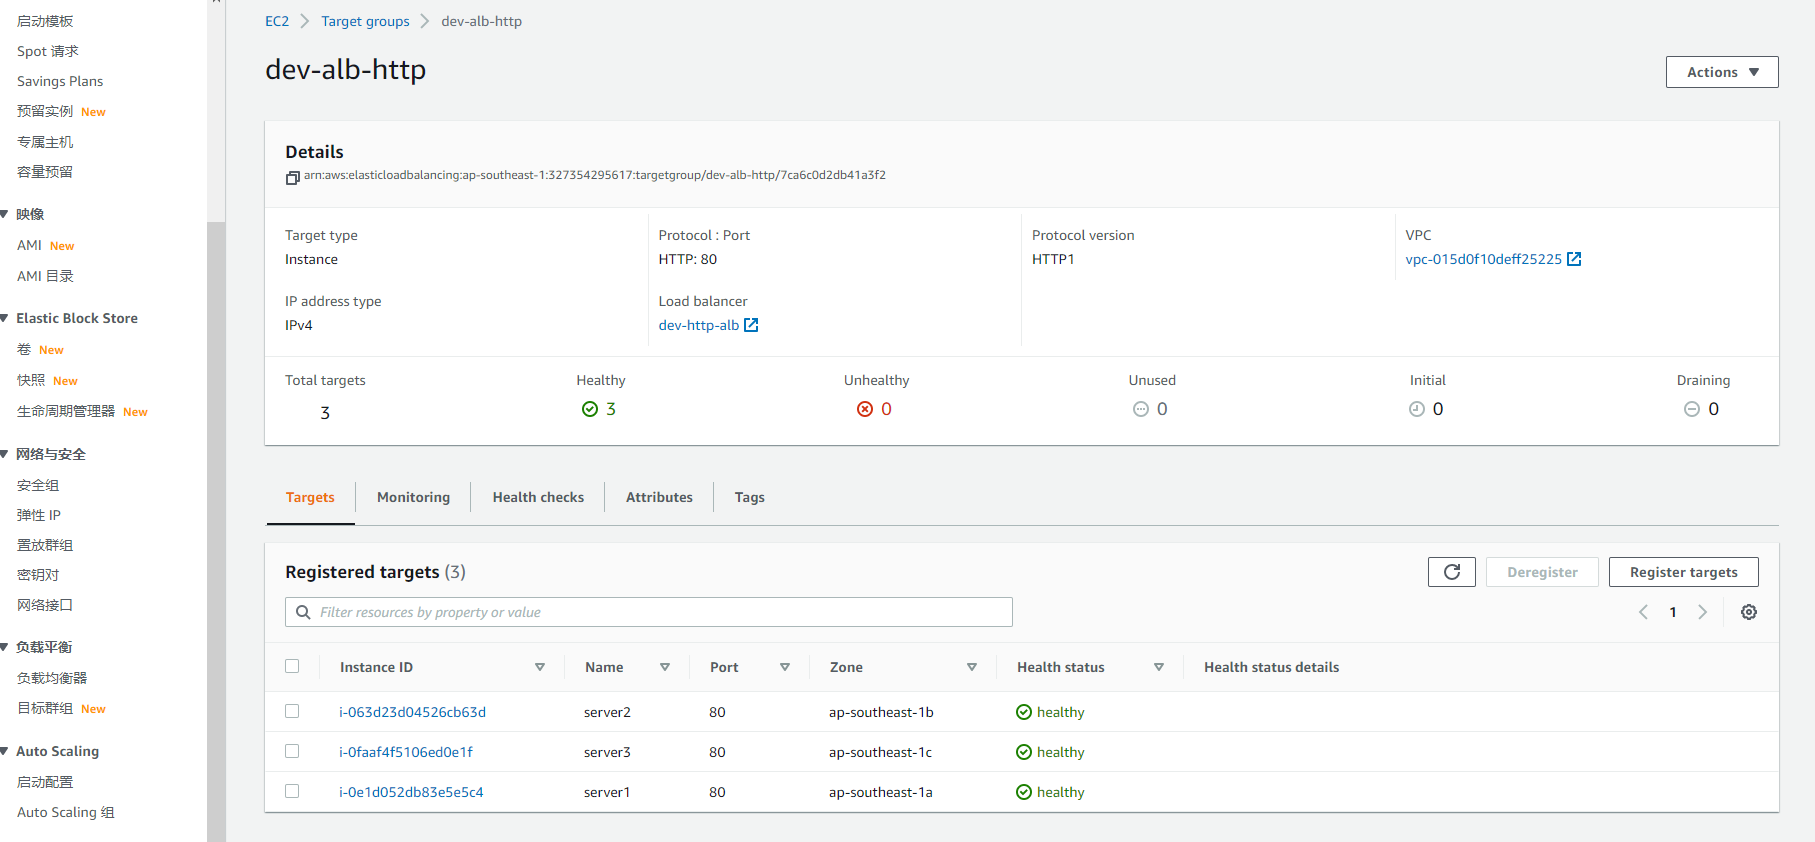 启动模板
Spot 请求
Savings Plans
预留实例 New
专属主机
容量预留
映像
AMI New
AMI 目录
Elastic Block Store
卷 New
快照 New
生命周期管理器 New
网络与安全
安全组
弹性 IP
置放群组
密钥对
网络接口
负载平衡
负载均衡器
目标群组 New
Auto Scaling
启动配置
Auto Scaling 组
EC2 Target groups dev-alb-http
dev-alb-http
Actions
Details
arn:aws:elasticloadbalancing:ap-southeast-1:327354295617:targetgroup/dev-alb-http/7ca6c0d2db41a3f2
Target type
Instance
Protocol : Port
HTTP: 80
Protocol version
HTTP1
VPC
vpc-015d0f10deff25225
IP address type
IPv4
Load balancer
dev-http-alb
Total targets
3
Healthy
3
Unhealthy
0
Unused
0
Initial
0
Draining
0
Targets Monitoring Health checks Attributes Tags
Registered targets (3)
Deregister
Register targets
Filter resources by property or value
1
Instance ID Name Port Zone Health status Health status details
i-063d23d04526cb63d server2 80 ap-southeast-1b healthy
i-0faaf4f5106ed0e1f server3 80 ap-southeast-1c healthy
i-0e1d052db83e5e5c4 server1 80 ap-southeast-1a healthy